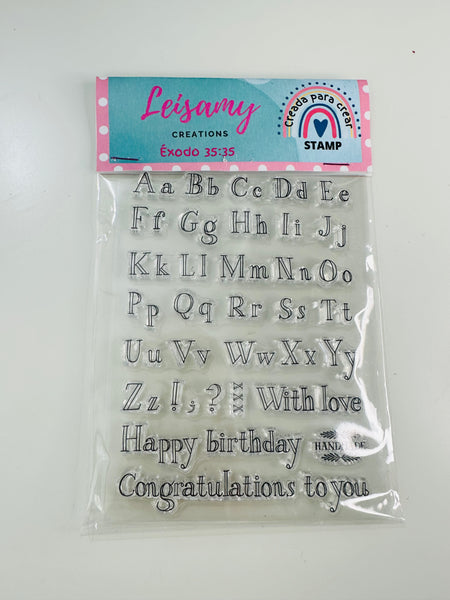 Leisamy
CREATIONS
Éxodo 35:35
Creada para crear
STAMP
Aa Bb Cc Dd Ee
Ff Gg Hh Ii Jj
Kk Ll Mm Nn Oo
Pp Qq Rr Ss Tt
Uu Vv Ww Xx Yy
Zz ! ; ? XXX With love
Happy birthday HANDMADE
Congratulations to you